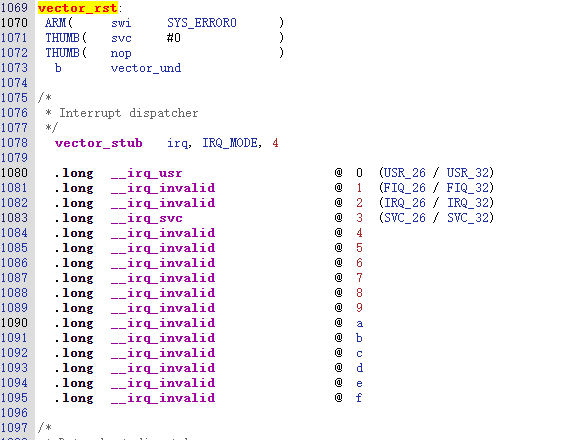 1069 vector_rst:
1070 ARM( swi SYS_ERROR0 )
1071 THUMB( svc #0 )
1072 THUMB( nop )
1073 b vector_und
1074
1075 /*
1076 * Interrupt dispatcher
1077 */
1078 vector_stub irq, IRQ_MODE, 4
1079
1080 .long __irq_usr @ 0 (USR_26 / USR_32)
1081 .long __irq_invalid @ 1 (FIQ_26 / FIQ_32)
1082 .long __irq_invalid @ 2 (IRQ_26 / IRQ_32)
1083 .long __irq_svc @ 3 (SVC_26 / SVC_32)
1084 .long __irq_invalid @ 4
1085 .long __irq_invalid @ 5
1086 .long __irq_invalid @ 6
1087 .long __irq_invalid @ 7
1088 .long __irq_invalid @ 8
1089 .long __irq_invalid @ 9
1090 .long __irq_invalid @ a
1091 .long __irq_invalid @ b
1092 .long __irq_invalid @ c
1093 .long __irq_invalid @ d
1094 .long __irq_invalid @ e
1095 .long __irq_invalid @ f
1096
1097 /*